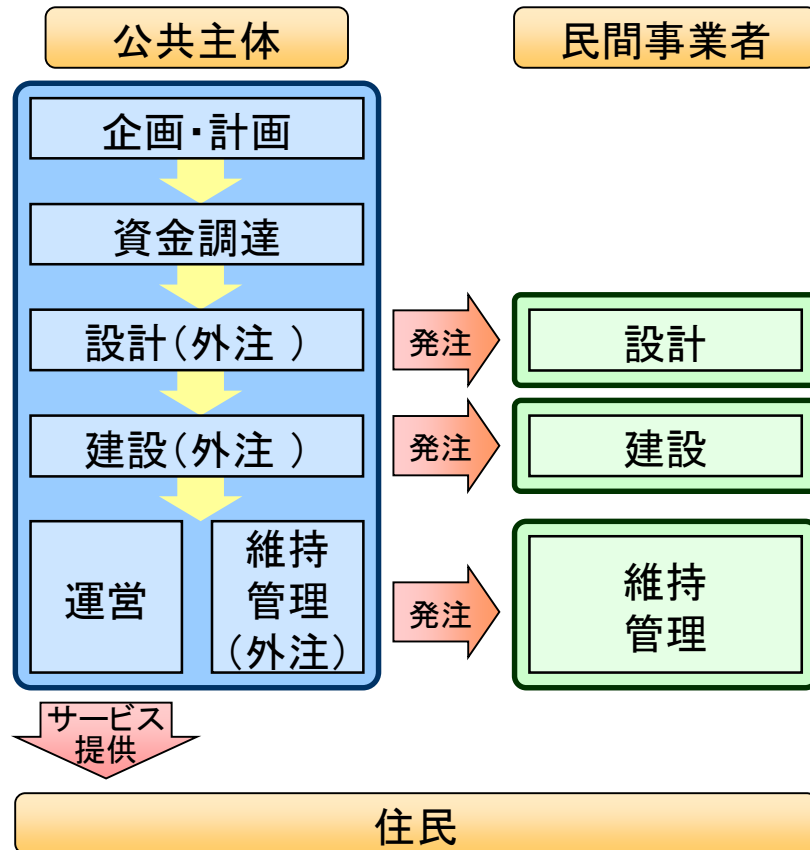 公共主体
民間事業者
企画・計画
資金調達
設計(外注 )
発注
設計
建設(外注 )
発注
建設
運営
維持
管理
(外注)
発注
維持
管理
サービス
提供
住民